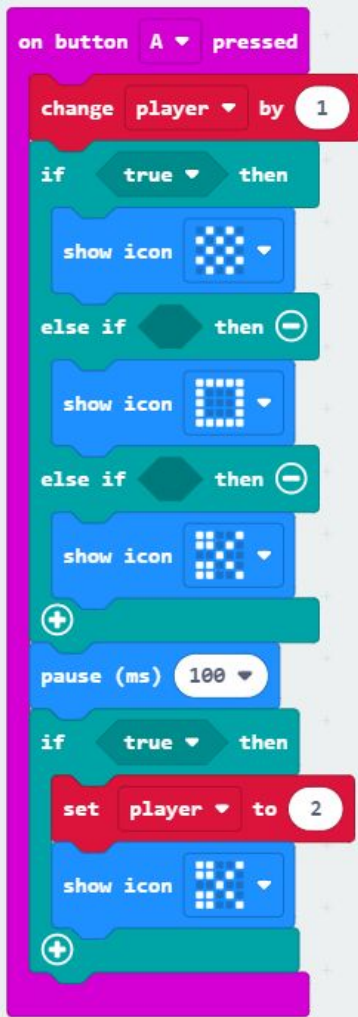 on button A pressed
change player by 1
if true then
show icon
else if then
show icon
else if then
show icon
pause (ms) 100
if true then
set player to 2
show icon